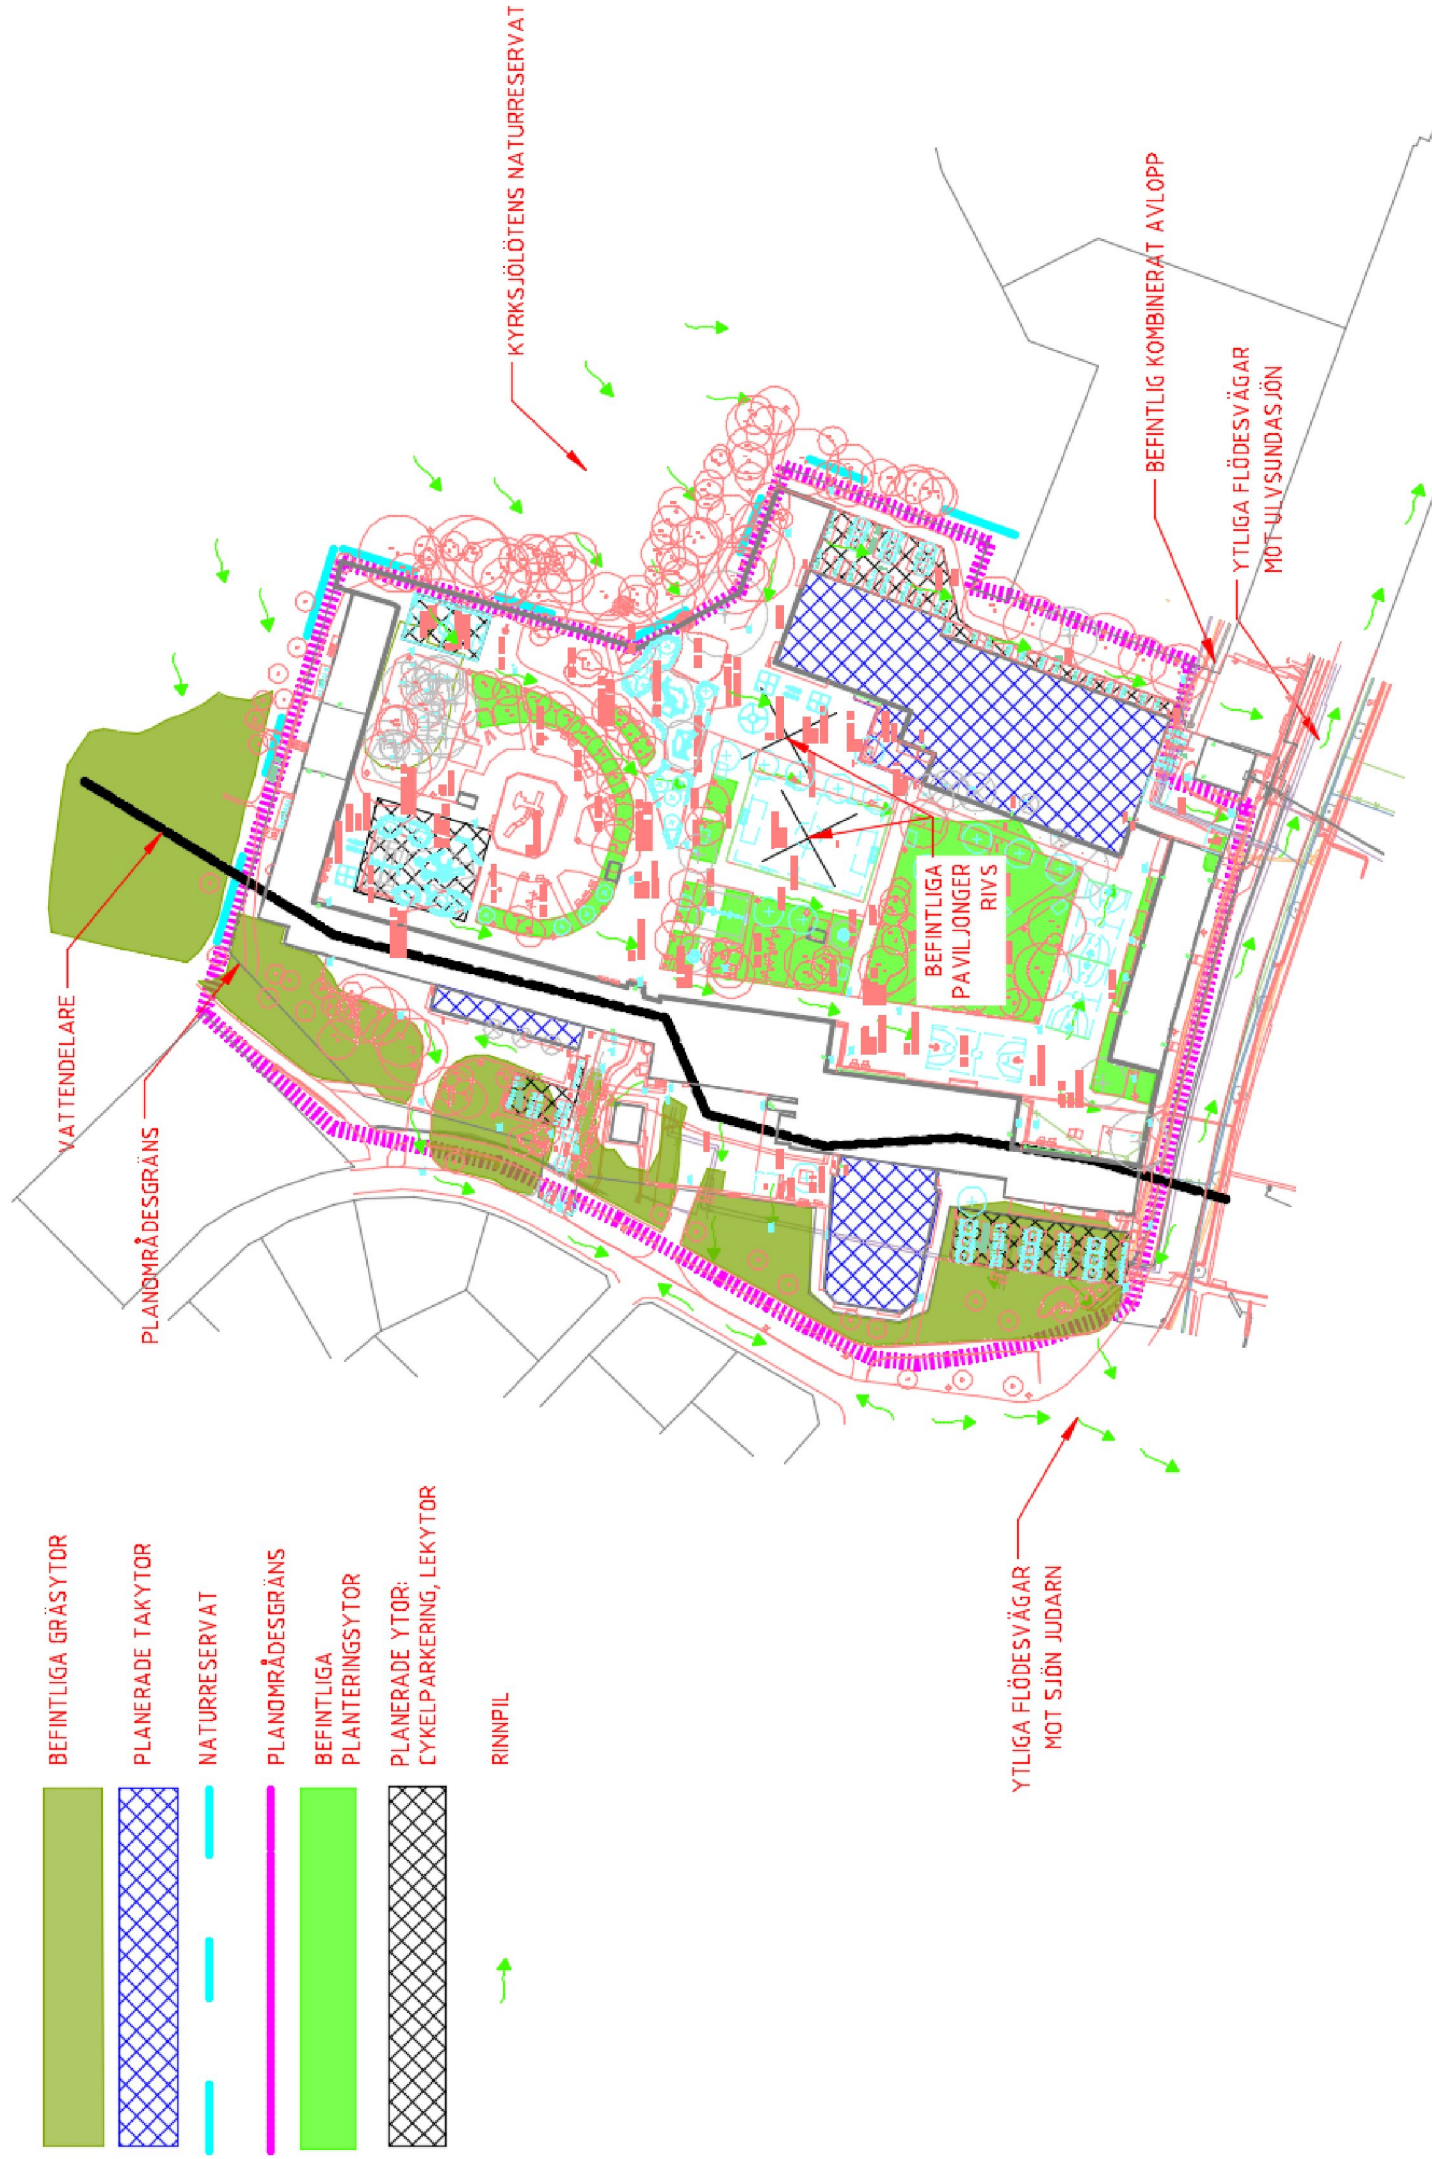 BEFINTLIGA GRÄSYTOR
PLANERADE TAKYTOR
NATURRESERVAT
PLANOMRÅDESGRÄNS
BEFINTLIGA
PLANTERINGSYTOR
PLANERADE YTOR:
CYKELPARKERING, LEKYTOR
RINNPIL
VATTENDELARE
PLANOMRÅDESGRÄNS
KYRKSJÖLÖTENS NATURRESERVAT
BEFINTLIGA
PAVILJONGER
RIVS
YTLIGA FLÖDESVÄGAR
MOT SJÖN JUDARN
BEFINTLIG KOMBINERAT AVLOPP
YTLIGA FLÖDESVÄGAR
MOT ULVSUNDASJÖN